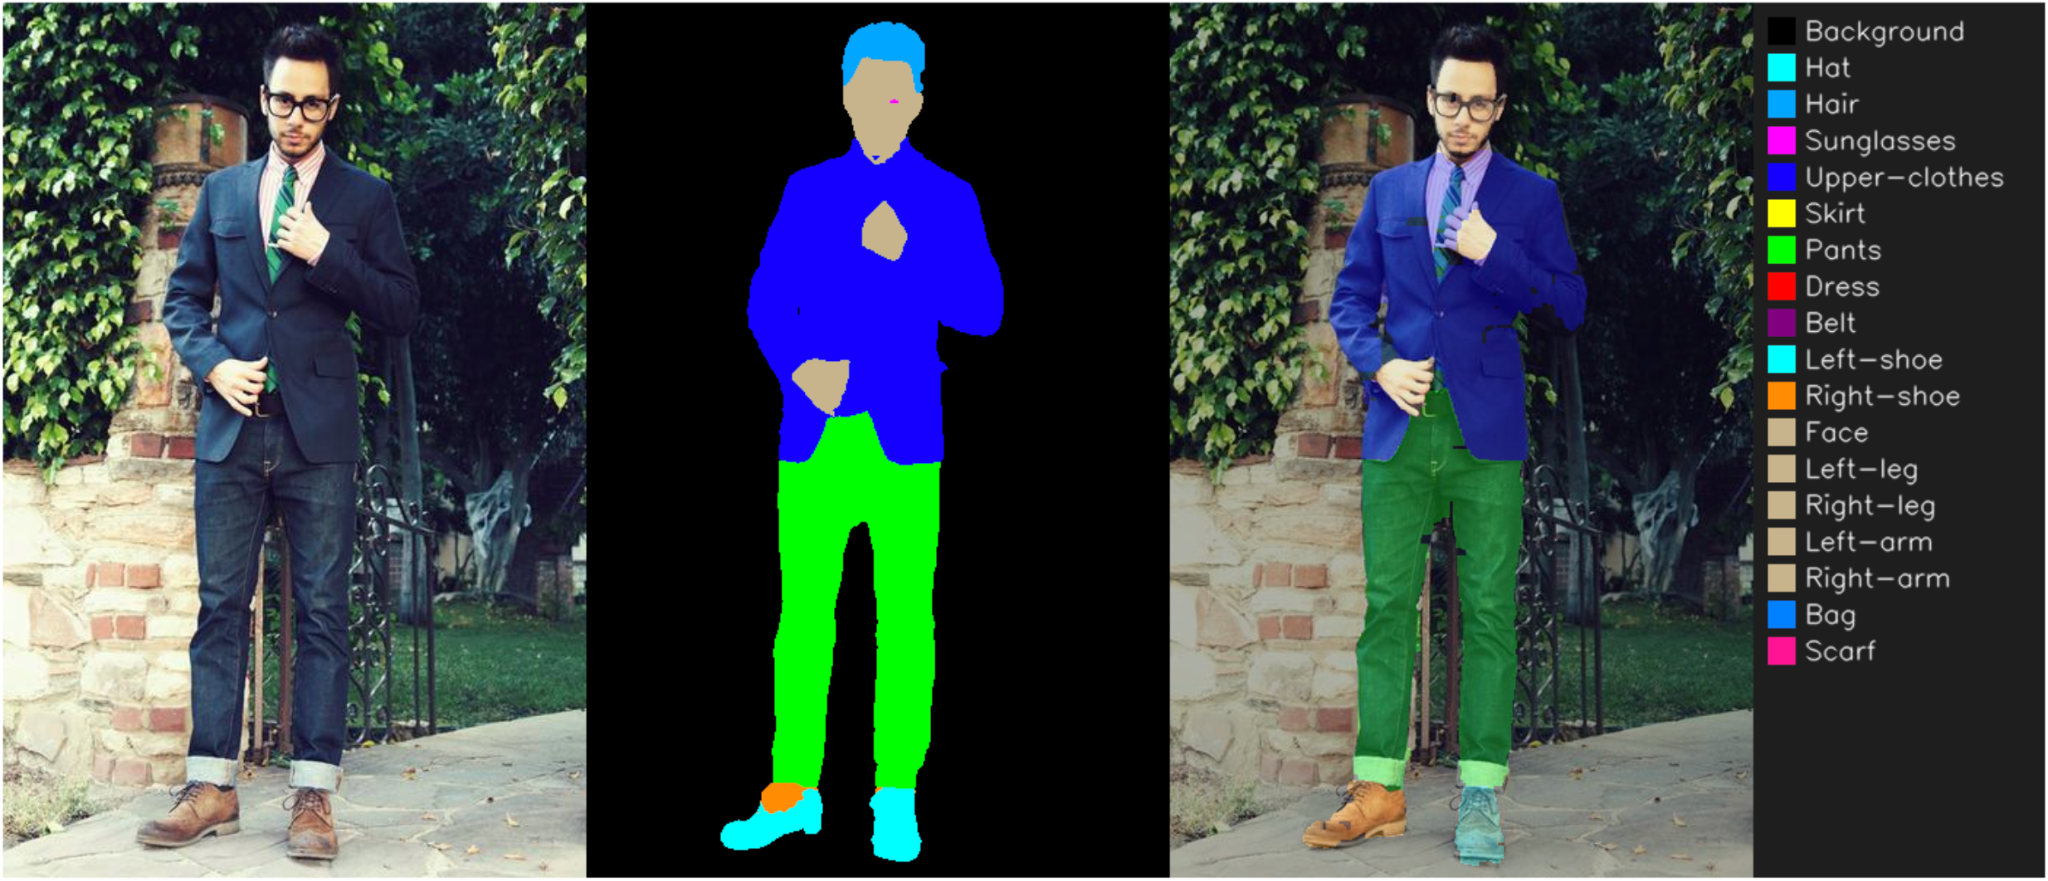 Background
Hat
Hair
Sunglasses
Upper-clothes
Skirt
Pants
Dress
Belt
Left-shoe
Right-shoe
Face
Left-leg
Right-leg
Left-arm
Right-arm
Bag
Scarf